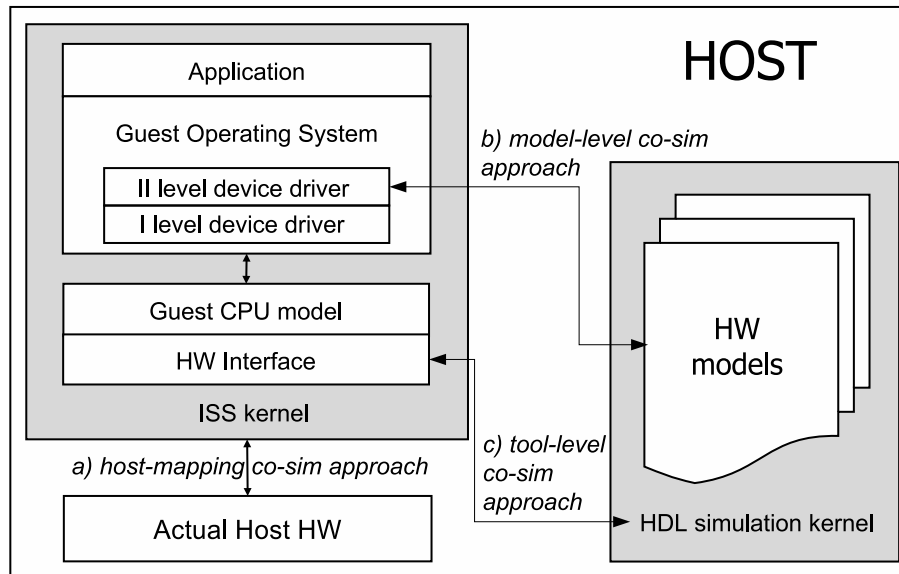 HOST
Application
Guest Operating System
II level device driver
I level device driver
Guest CPU model
HW Interface
ISS kernel
a) host-mapping co-sim approach
Actual Host HW
b) model-level co-sim
approach
c) tool-level
co-sim
approach
HW
models
HDL simulation kernel